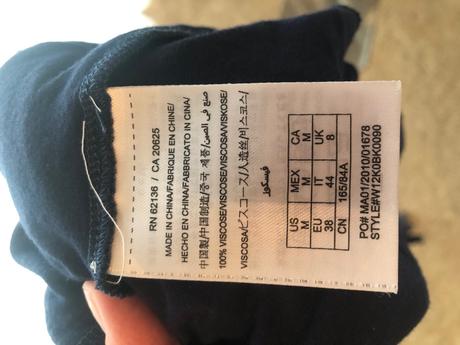 RN 62136 / CA 20625
MADE IN CHINA/FABRIQUE EN CHINE/
HECHO EN CHINA/FABBRICATO IN CINA/
中国製/中国制造/중국 제품/صنع في الصين/
100% VISCOSE/VISCOSE/VISCOSA/VISKOSE/
VISCOSA/ビスコース/人造丝/비스코스/
فيسكوز
US MEX CA
M M M
EU IT UK
38 44 8
CN 165/84A
PO# MA01/2010/01678
STYLE#W12K0BK0090